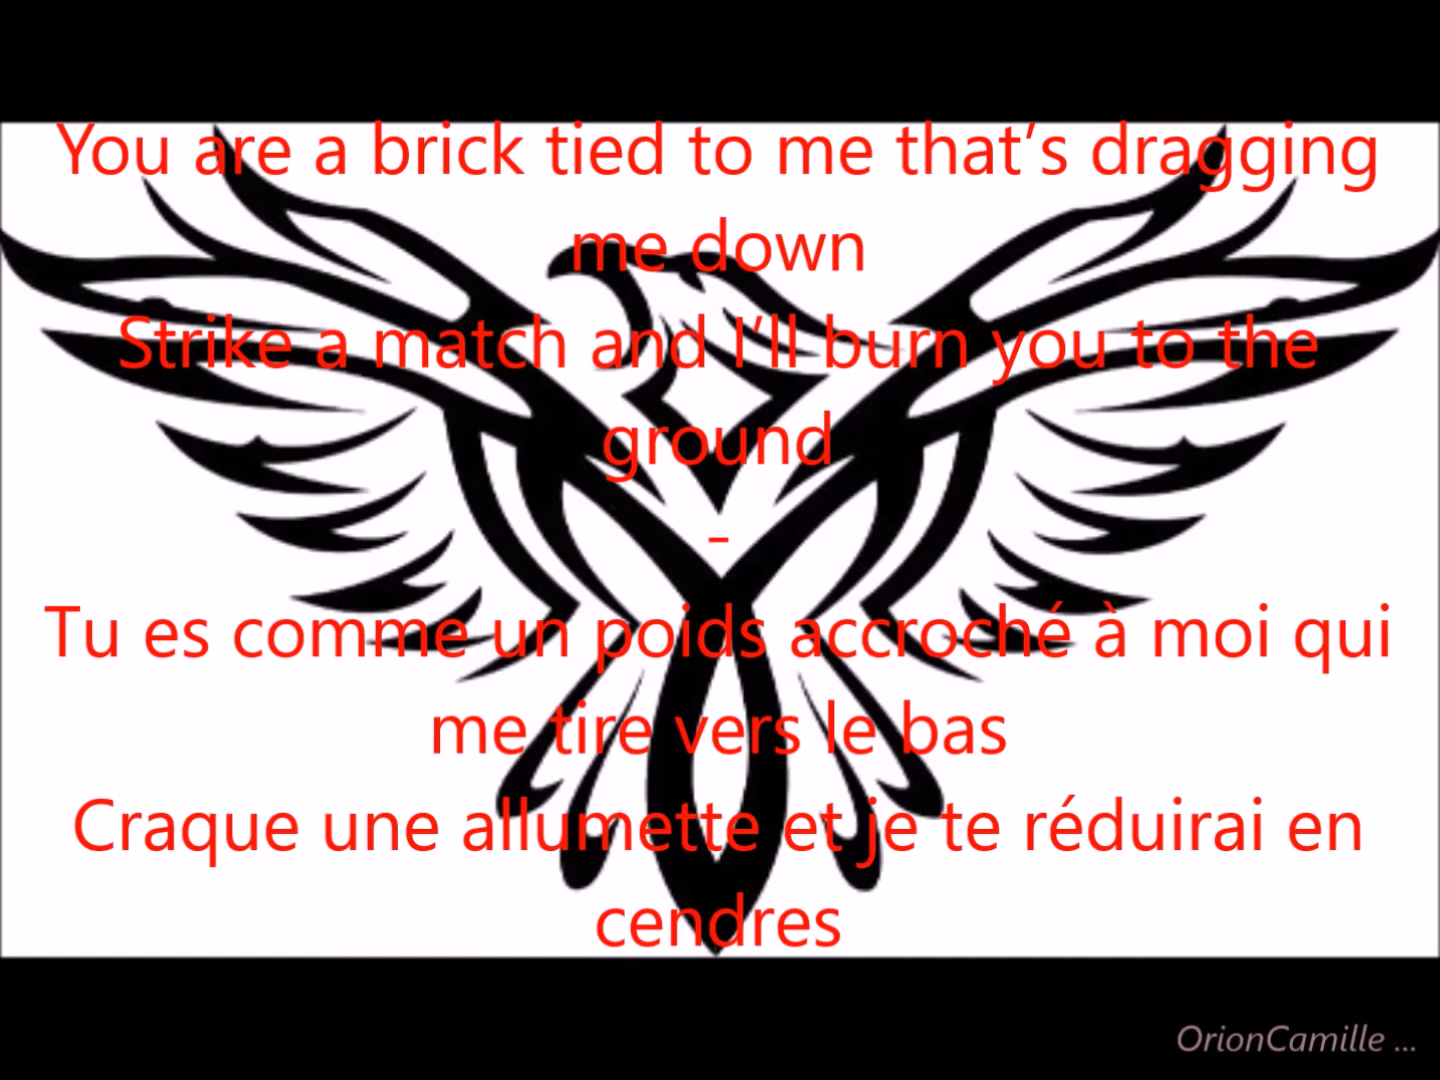 You are a brick tied to me that’s dragging
me down
Strike a match and I’ll burn you to the
ground
-
Tu es comme un poids accroché à moi qui
me tire vers le bas
Craque une allumette et je te réduirai en
cendres
OrionCamille ...